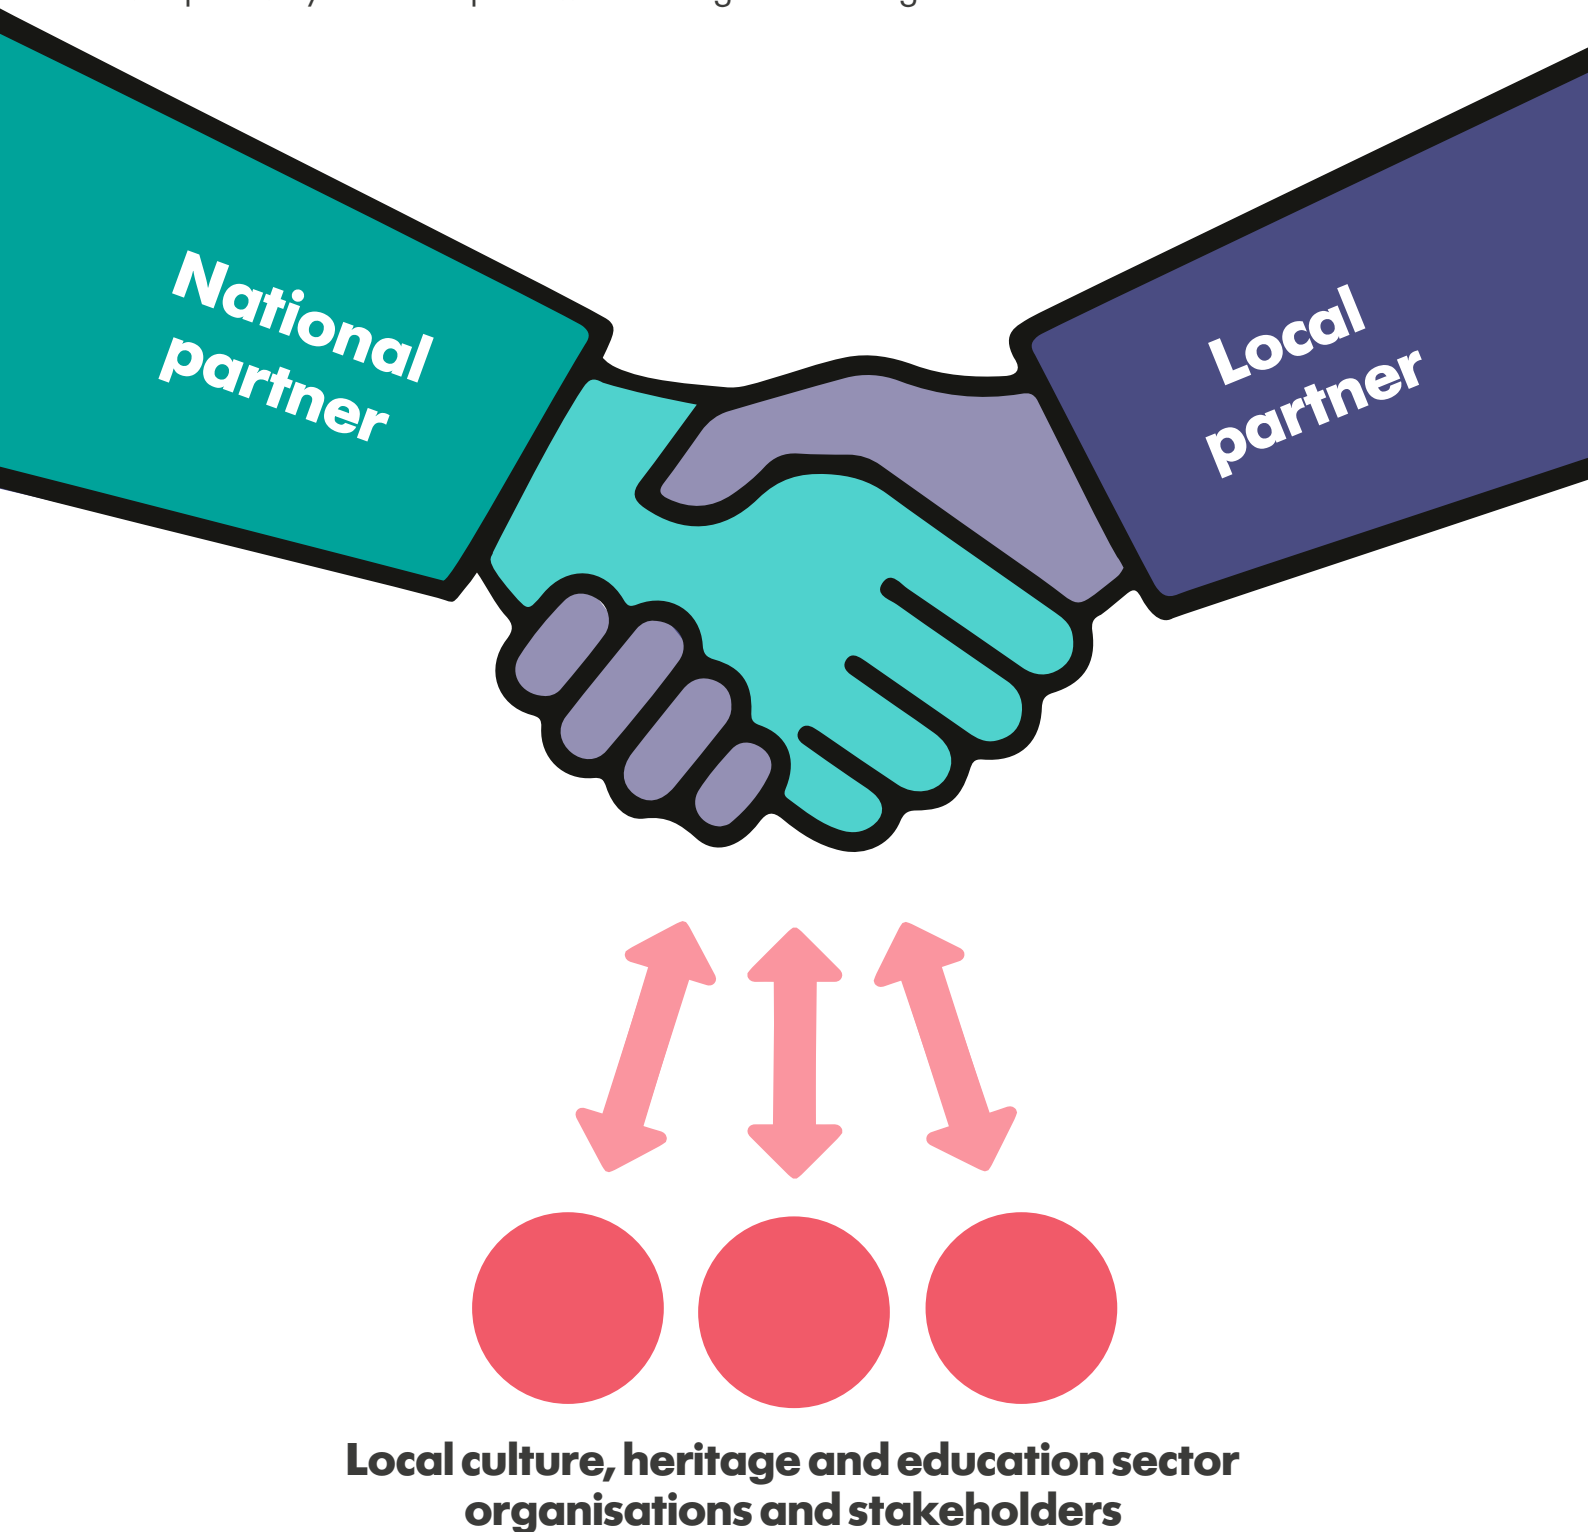 National
partner
Local
partner
Local culture, heritage and education sector
organisations and stakeholders